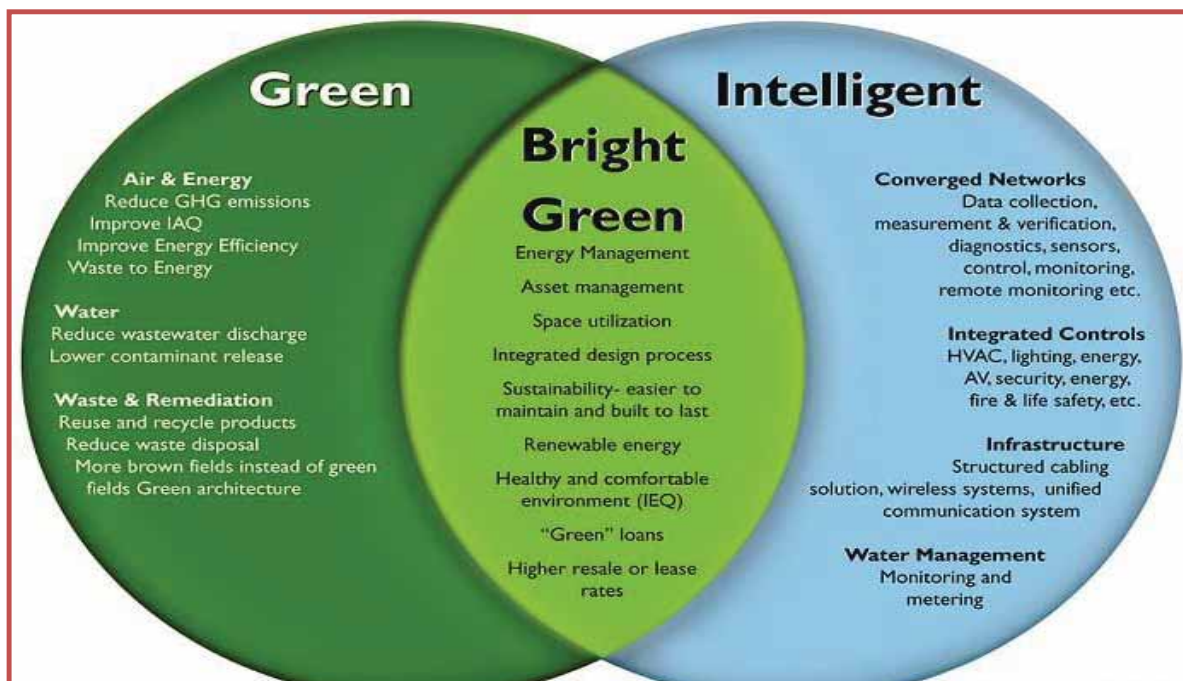 Green
Air & Energy
Reduce GHG emissions
Improve IAQ
Improve Energy Efficiency
Waste to Energy
Water
Reduce wastewater discharge
Lower contaminant release
Waste & Remediation
Reuse and recycle products
Reduce waste disposal
More brown fields instead of green
fields Green architecture
Bright
Green
Energy Management
Asset management
Space utilization
Integrated design process
Sustainability- easier to
maintain and built to last
Renewable energy
Healthy and comfortable
environment (IEQ)
“Green” loans
Higher resale or lease
rates
Intelligent
Converged Networks
Data collection,
measurement & verification,
diagnostics, sensors,
control, monitoring,
remote monitoring etc.
Integrated Controls
HVAC, lighting, energy,
AV, security, energy,
fire & life safety, etc.
Infrastructure
Structured cabling
solution, wireless systems, unified
communication system
Water Management
Monitoring and
metering